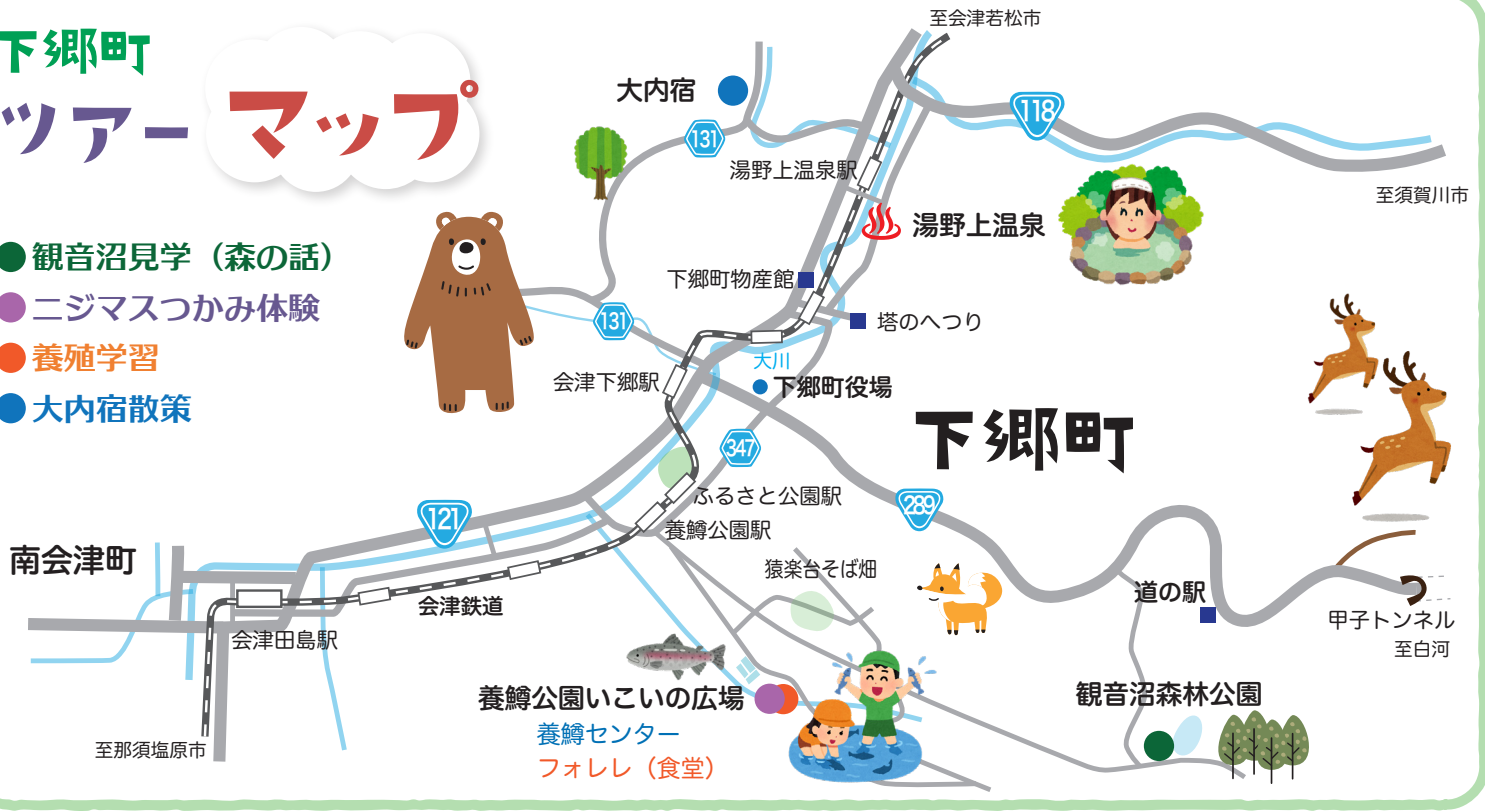 下郷町
ツアーマップ
観音沼見学（森の話）
ニジマスつかみ体験
養殖学習
大内宿散策
至会津若松市
大内宿
118
131
湯野上温泉駅
至須賀川市
湯野上温泉
下郷町物産館
131
塔のへつり
大川
会津下郷駅
下郷町役場
下郷町
347
ふるさと公園駅
289
121
養鱒公園駅
南会津町
猿楽台そば畑
道の駅
会津鉄道
甲子トンネル
会津田島駅
至白河
養鱒公園いこいの広場
観音沼森林公園
養鱒センター
至那須塩原市
フォレレ（食堂）